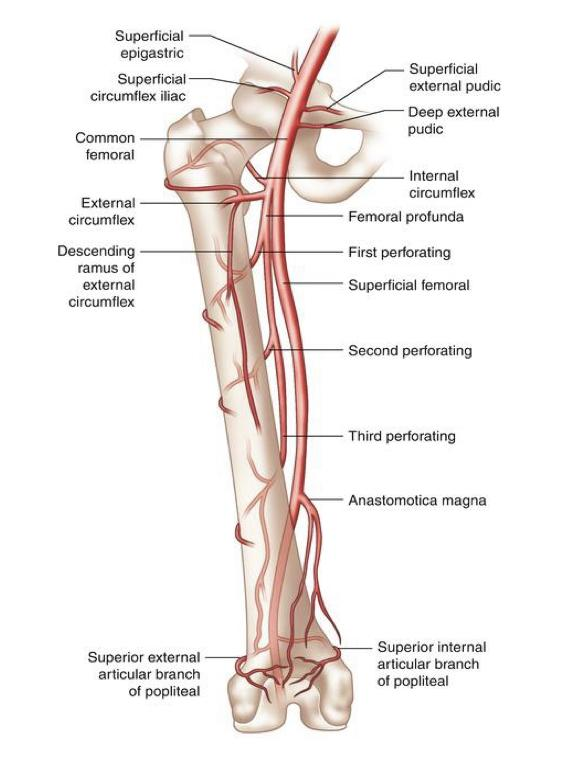 Superficial
epigastric
Superficial
circumflex iliac
Superficial
external pudic
Deep external
pudic
Common
femoral
Internal
circumflex
External
circumflex
Femoral profunda
Descending
ramus of
external
circumflex
First perforating
Superficial femoral
Second perforating
Third perforating
Anastomotica magna
Superior external
articular branch
of popliteal
Superior internal
articular branch
of popliteal